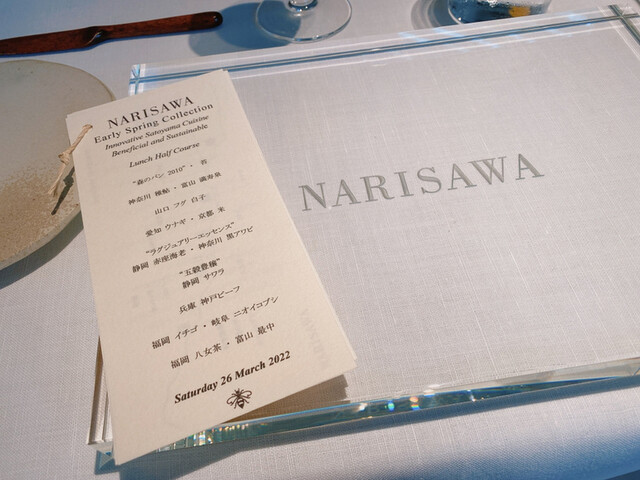 NARISAWA
Early Spring Collection
Innovative Satoyama Cuisine
Beneficial and Sustainable
Lunch Half Course
"森のパン 2010"・苔
神奈川 稚鮎・富山 満寿泉
山口 フグ 白子
愛知 ウナギ・京都 米
"ラグジュアリーエッセンス"
静岡 赤座海老・神奈川 黒アワビ
"五穀豊穣"
静岡 サワラ
兵庫 神戸ビーフ
福岡 イチゴ・岐阜 ニオイコブシ
福岡 八女茶・富山 最中
Saturday 26 March 2022
NARISAWA